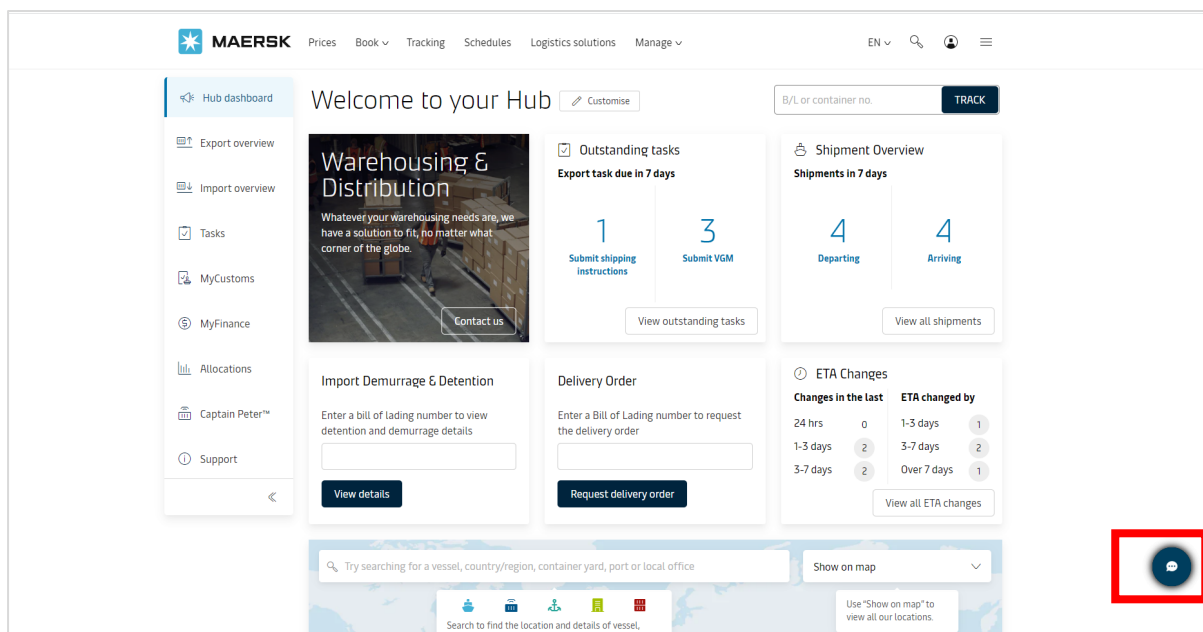 MAERSK
Prices
Book
Tracking
Schedules
Logistics solutions
Manage
EN
Hub dashboard
Export overview
Import overview
Tasks
MyCustoms
MyFinance
Allocations
Captain Peter™
Support
Welcome to your Hub
Customise
B/L or container no.
TRACK
Warehousing &
Distribution
Whatever your warehousing needs are, we
have a solution to fit, no matter what
corner of the globe.
Contact us
Outstanding tasks
Export task due in 7 days
1
Submit shipping
instructions
3
Submit VGM
View outstanding tasks
Shipment Overview
Shipments in 7 days
4
Departing
4
Arriving
View all shipments
Import Demurrage & Detention
Enter a bill of lading number to view
detention and demurrage details
View details
Delivery Order
Enter a Bill of Lading number to request
the delivery order
Request delivery order
ETA Changes
Changes in the last
24 hrs 0
1-3 days 2
3-7 days 2
ETA changed by
1-3 days 1
3-7 days 2
Over 7 days 1
View all ETA changes
Try searching for a vessel, country/region, container yard, port or local office
Show on map
Search to find the location and details of vessel,
Use "Show on map" to
view all our locations.